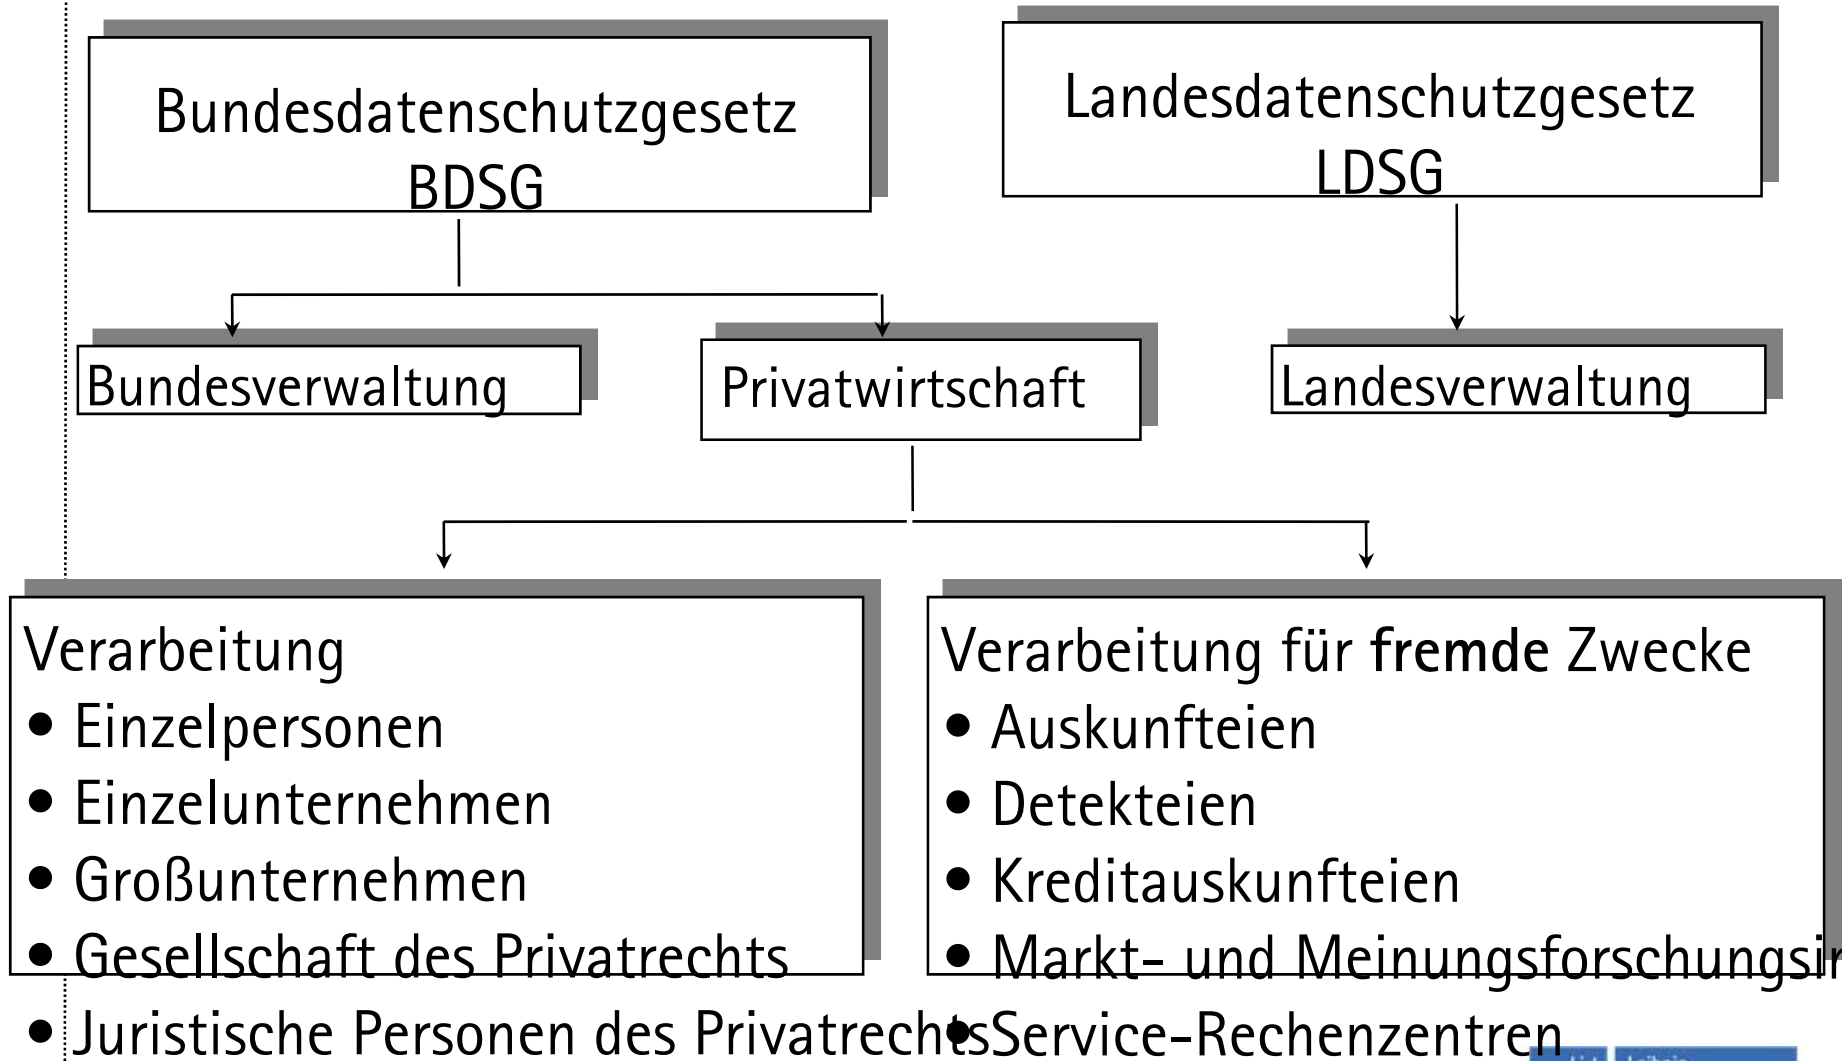 Bundesdatenschutzgesetz
BDSG
Landesdatenschutzgesetz
LDSG
Bundesverwaltung
Privatwirtschaft
Landesverwaltung
Verarbeitung
• Einzelpersonen
• Einzelunternehmen
• Großunternehmen
• Gesellschaft des Privatrechts
• Juristische Personen des Privatrechts
Verarbeitung für fremde Zwecke
• Auskunfteien
• Detekteien
• Kreditauskunfteien
• Markt- und
• Service-Rechenzentren